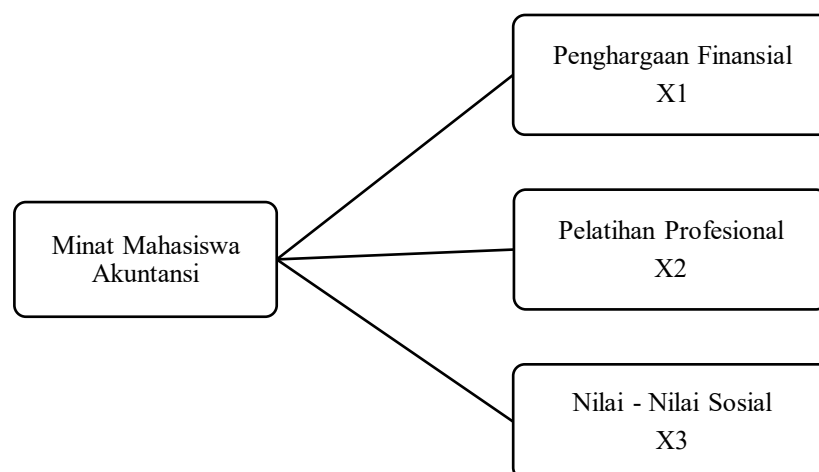 Penghargaan Finansial
X1
Minat Mahasiswa
Akuntansi
Pelatihan Profesional
X2
Nilai - Nilai Sosial
X3